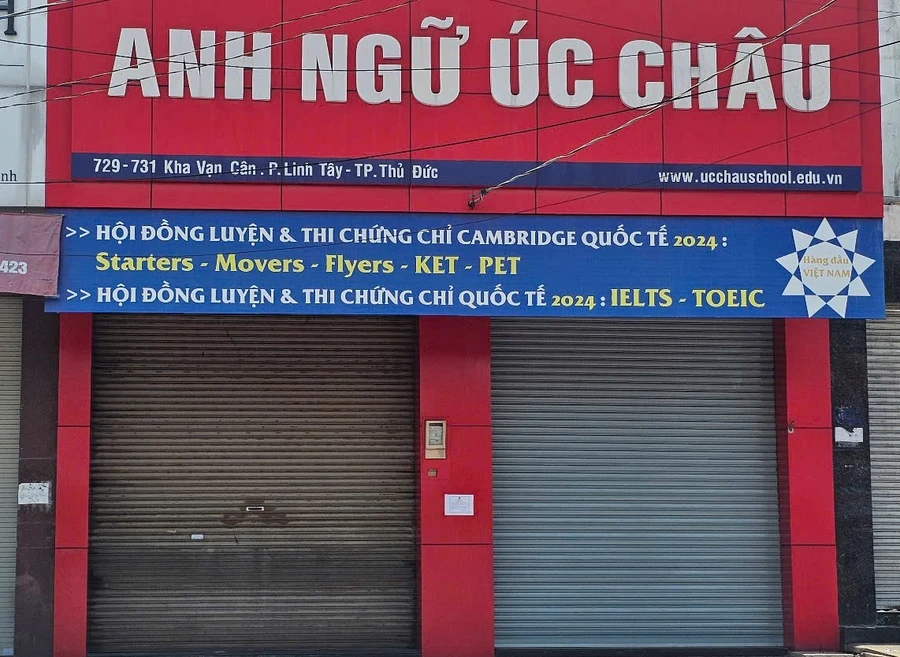 ANH NGỮ ÚC CHÂU
729-731 Kha Vạn Cân . P. Linh Tây - TP. Thủ Đức
www.ucchauschool.edu.vn
>> HỘI ĐỒNG LUYỆN & THI CHỨNG CHỈ CAMBRIDGE QUỐC TẾ 2024 :
Starters - Movers - Flyers - KET - PET
>> HỘI ĐỒNG LUYỆN & THI CHỨNG CHỈ QUỐC TẾ 2024 : IELTS - TOEIC
Hàng đầu
VIỆT NAM
423